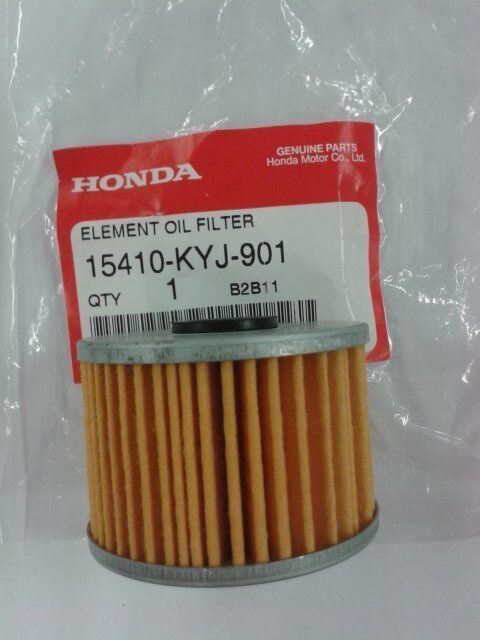 GENUINE PARTS
Honda Motor Co., Ltd.
HONDA
ELEMENT OIL FILTER
15410-KYJ-901
QTY 1 B2B11